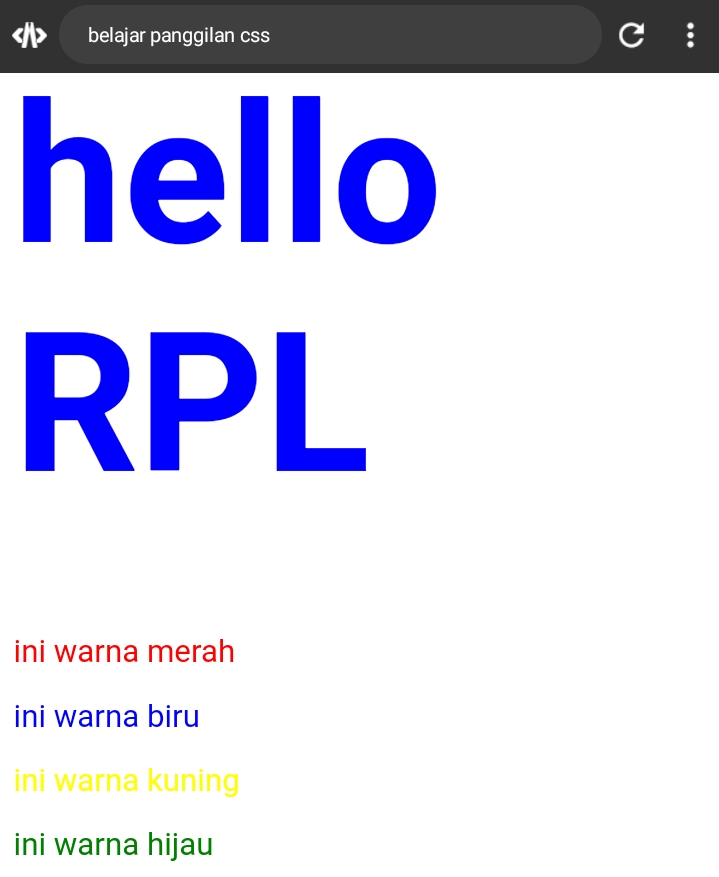 belajar panggilan css
hello
RPL
ini warna merah
ini warna biru
ini warna kuning
ini warna hijau